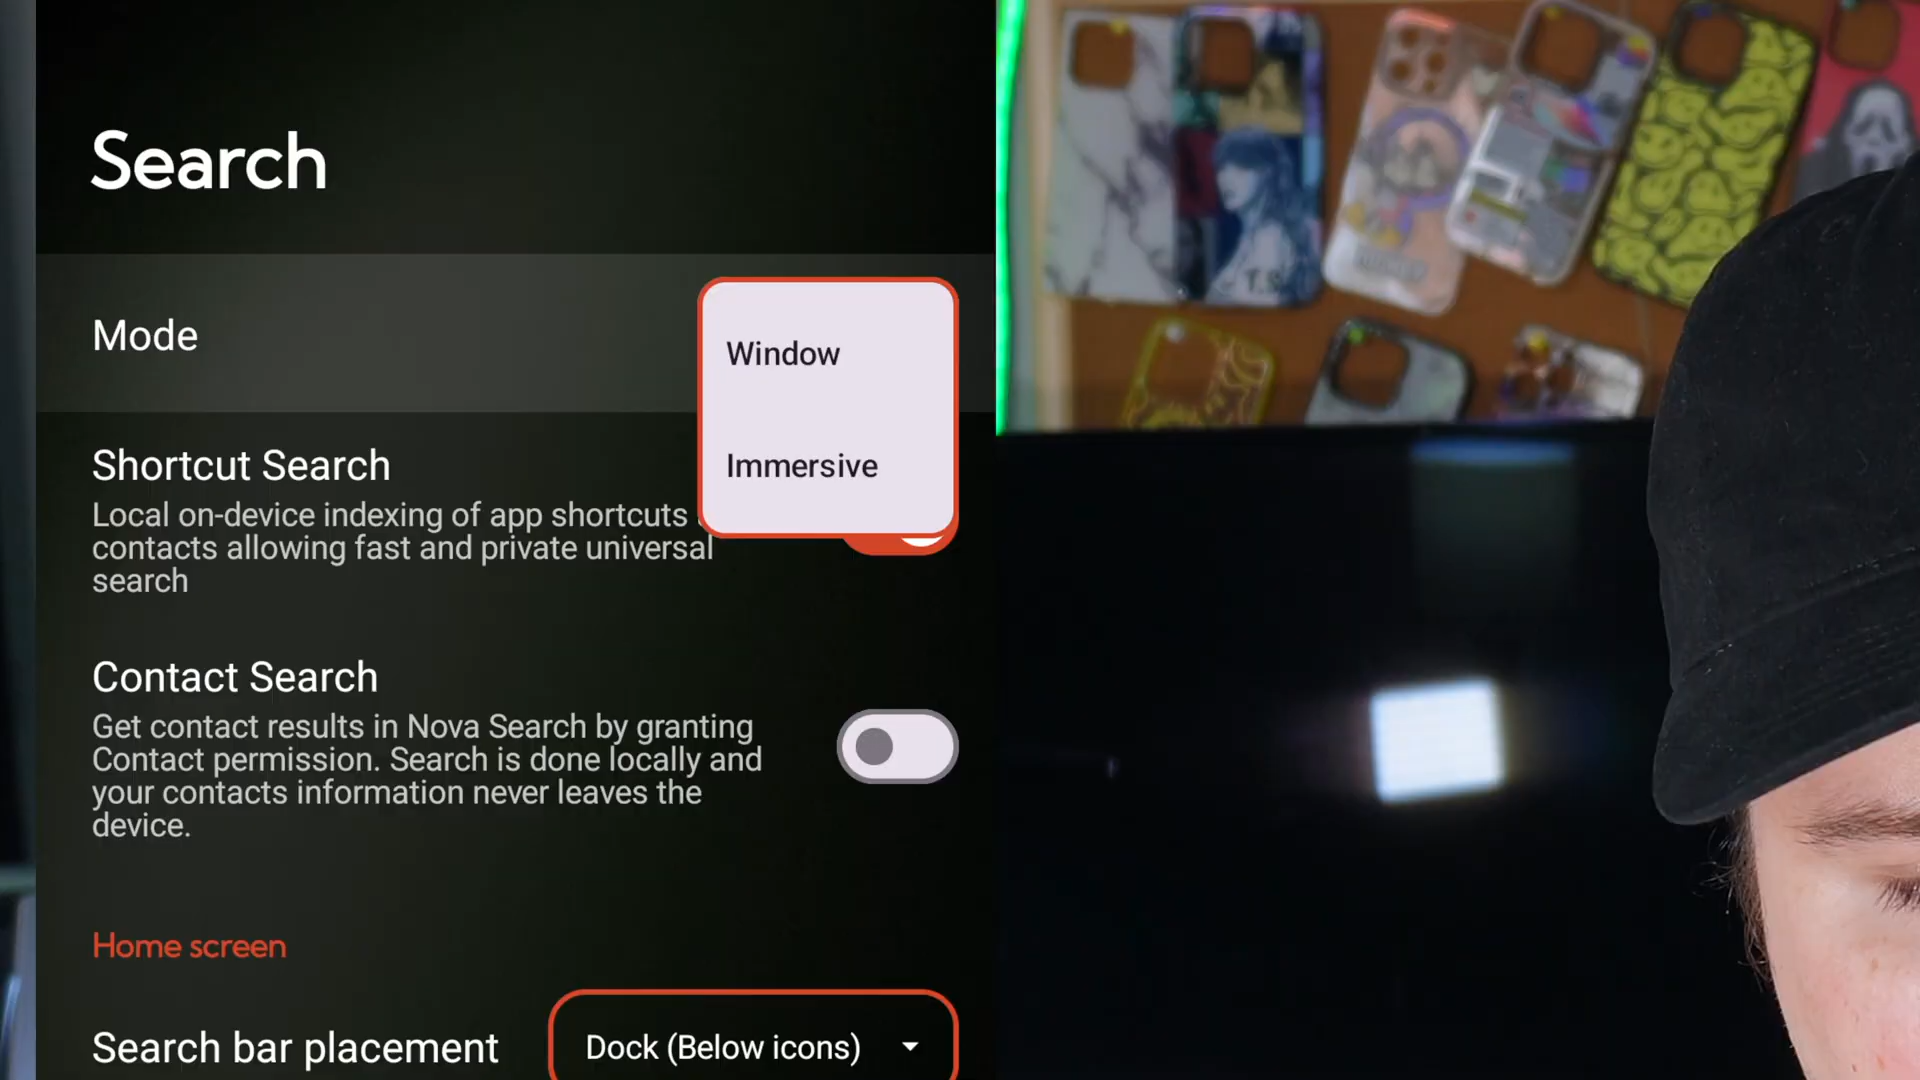 Search
Mode
Window
Immersive
Shortcut Search
Local on-device indexing of app shortcuts
contacts allowing fast and private universal
search
Contact Search
Get contact results in Nova Search by granting
Contact permission. Search is done locally and
your contacts information never leaves the
device.
Home screen
Search bar placement
Dock (Below icons)
T.S